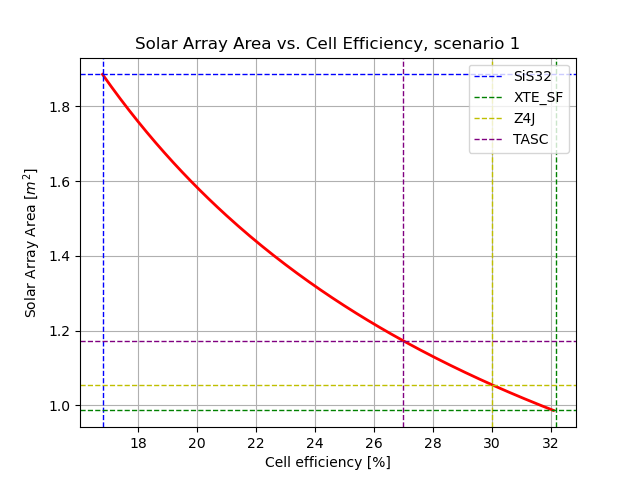 Solar Array Area vs. Cell Efficiency, scenario 1
SiS32
XTE_SF
Z4J
TASC
Solar Array Area [$m^2$]
1.8
1.6
1.4
1.2
1.0
18 20 22 24 26 28 30 32
Cell efficiency [%]